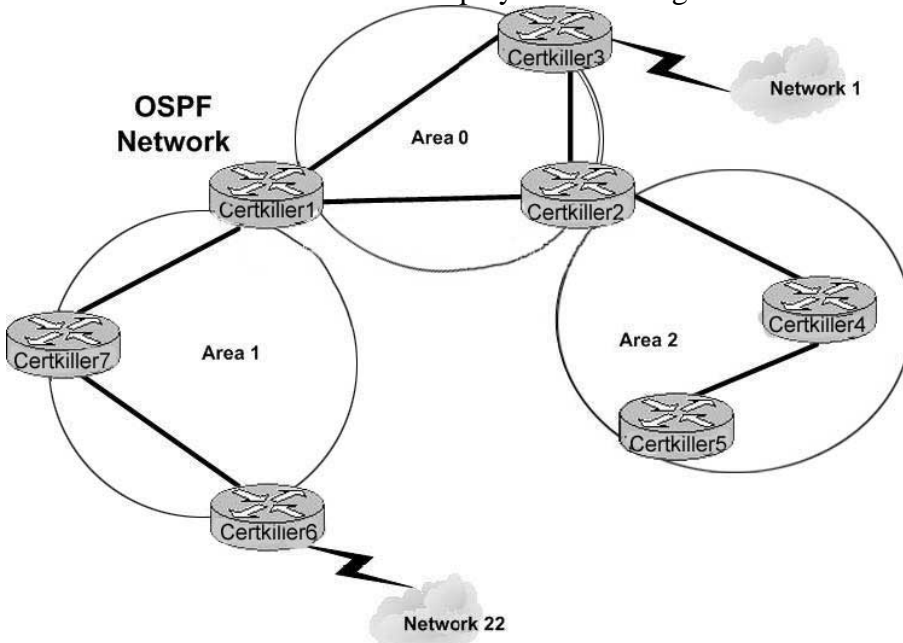 Certkiller3
Network 1
OSPF
Network
Area 0
Certkiller1
Certkiller2
Certkiller4
Certkiller7
Area 1
Area 2
Certkiller5
Certkiller6
Network 22